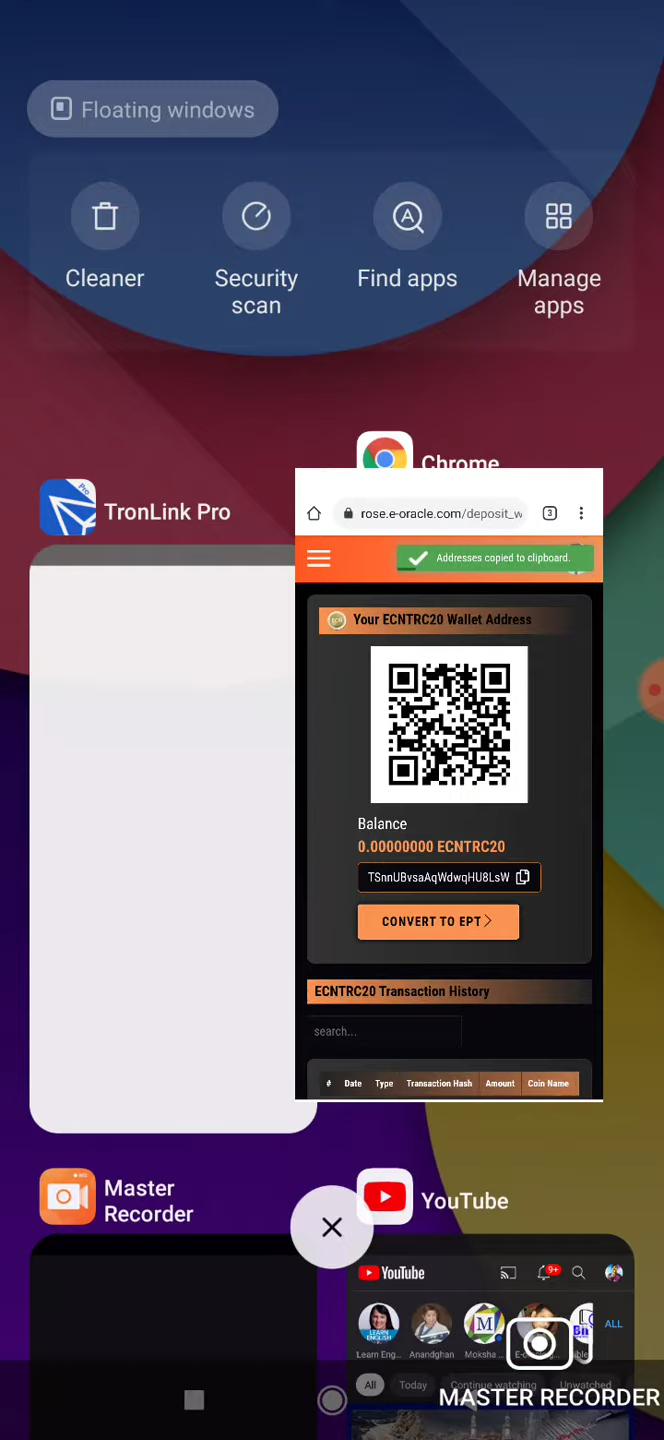 Floating windows
Cleaner
Security scan
Find apps
Manage apps
Chrome
TronLink Pro
Pro
3
rose.e-oracle.com/deposit_w
Addresses copied to clipboard.
Your ECNTRC20 Wallet Address
Balance
0.00000000 ECNTRC20
TSnnUBvsaAqWdwqHU8LsW
CONVERT TO EPT
ECNTRC20 Transaction History
search...
# Date Type Transaction Hash Amount Coin Name
Master Recorder
YouTube
YouTube
9+
LEARN ENGLISH
M
ALL
Learn Eng... Anandghan Moksha
All Today Continue watching Unwatched
MASTER RECORDER